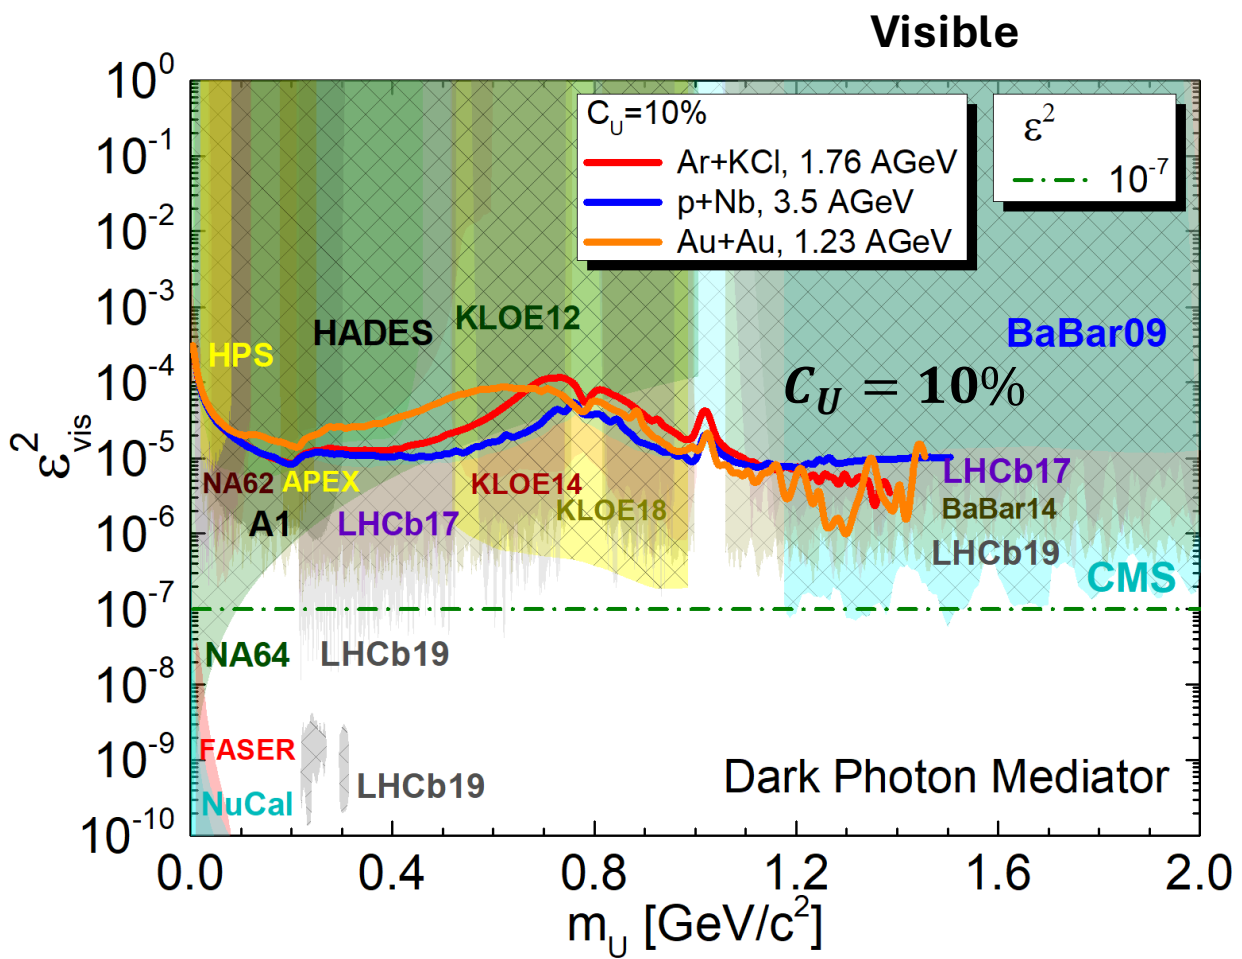 Visible
10⁰
10⁻¹
10⁻²
10⁻³
10⁻⁴
10⁻⁵
10⁻⁶
10⁻⁷
10⁻⁸
10⁻⁹
10⁻¹⁰
ε²vis
C_U=10%
Ar+KCl, 1.76 AGeV
p+Nb, 3.5 AGeV
Au+Au, 1.23 AGeV
ε²
10⁻⁷
HPS
HADES
KLOE12
BaBar09
C_U = 10%
NA62
APEX
KLOE14
KLOE18
LHCb17
BaBar14
A1
LHCb17
LHCb19
CMS
NA64
LHCb19
FASER
NuCal
LHCb19
Dark Photon Mediator
0.0 0.4 0.8 1.2 1.6 2.0
m_U [GeV/c²]